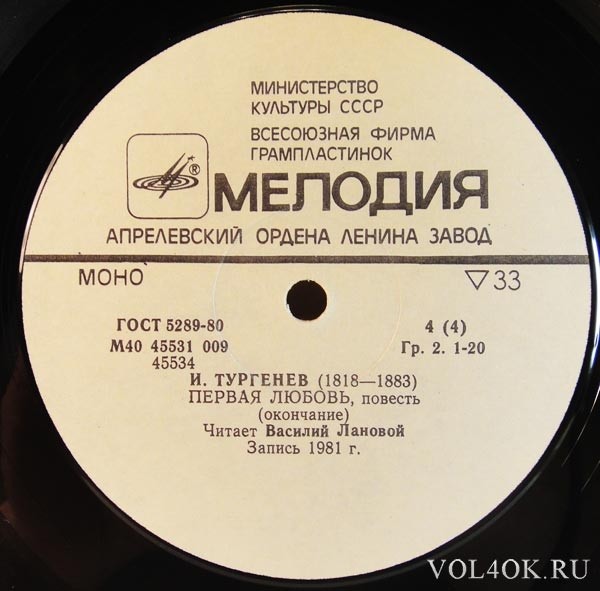 МИНИСТЕРСТВО
КУЛЬТУРЫ СССР
ВСЕСОЮЗНАЯ ФИРМА
ГРАМПЛАСТИНОК
®
МЕЛОДИЯ
АПРЕЛЕВСКИЙ ОРДЕНА ЛЕНИНА ЗАВОД
МОНО ▽33
ГОСТ 5289-80 4 (4)
М40 45531 009 Гр. 2. 1-20
45534
И. ТУРГЕНЕВ (1818—1883)
ПЕРВАЯ ЛЮБОВЬ, повесть
(окончание)
Читает Василий Лановой
Запись 1981 г.
VOL4OK.RU